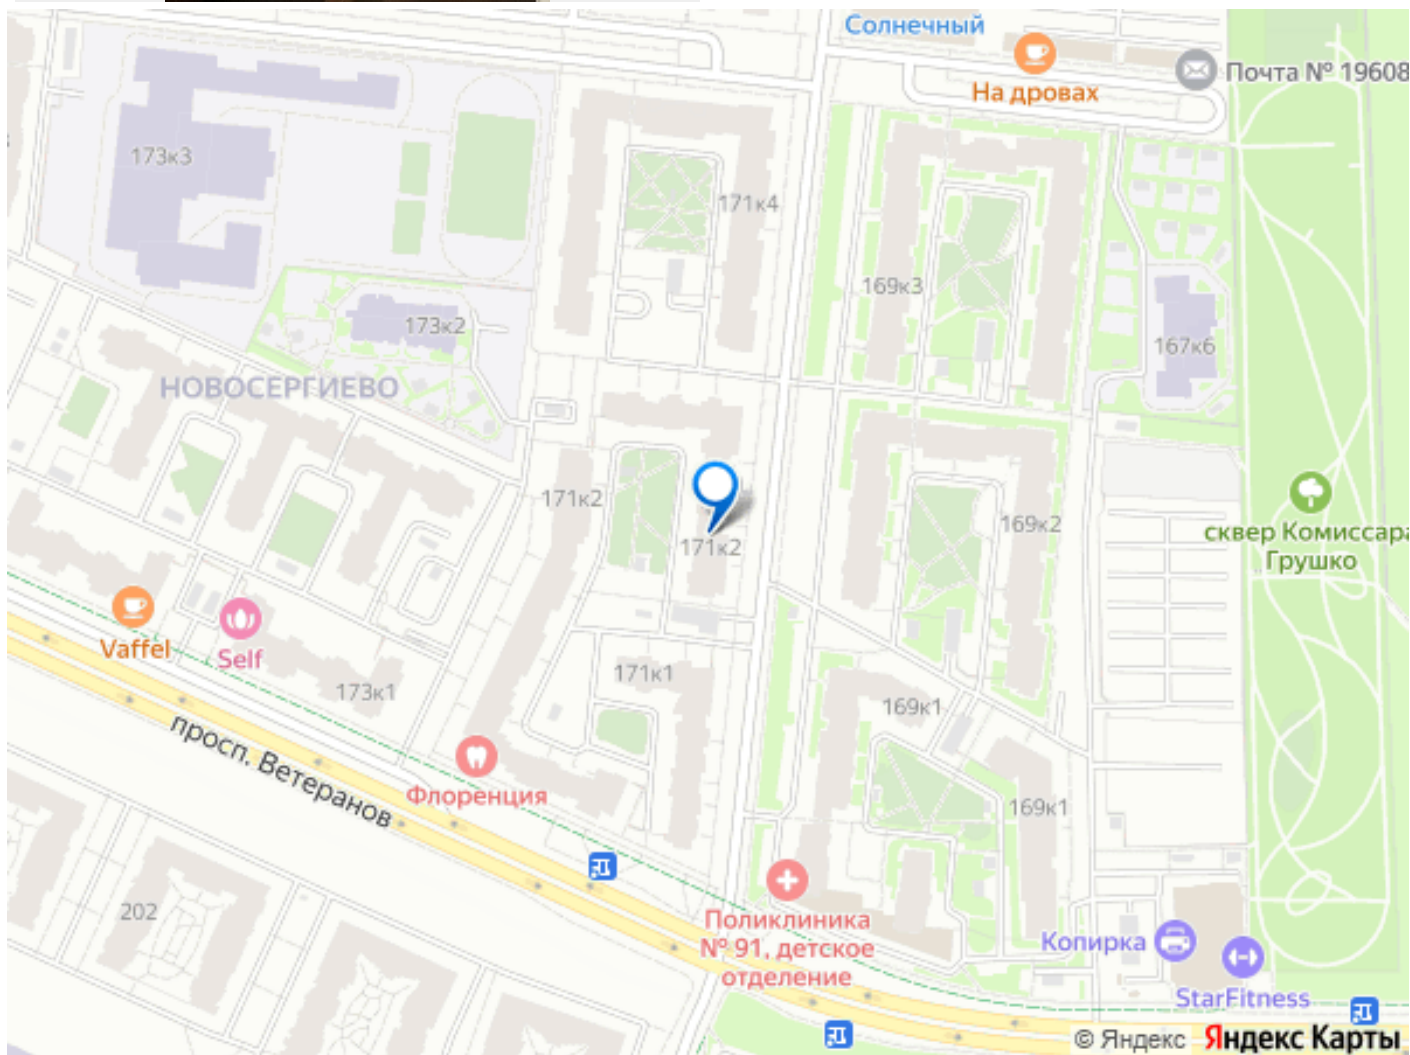 Солнечный
На дровах
Почта № 19608
173к3
171к4
169к3
173к2
167к6
НОВОСЕРГИЕВО
171к2
171к2
169к2
сквер Комиссара
Грушко
Vaffel
Self
173к1
171к1
169к1
просп. Ветеранов
Флоренция
169к1
202
Поликлиника
№ 91, детское
отделение
Копирка
StarFitness
© Яндекс Яндекс Карты